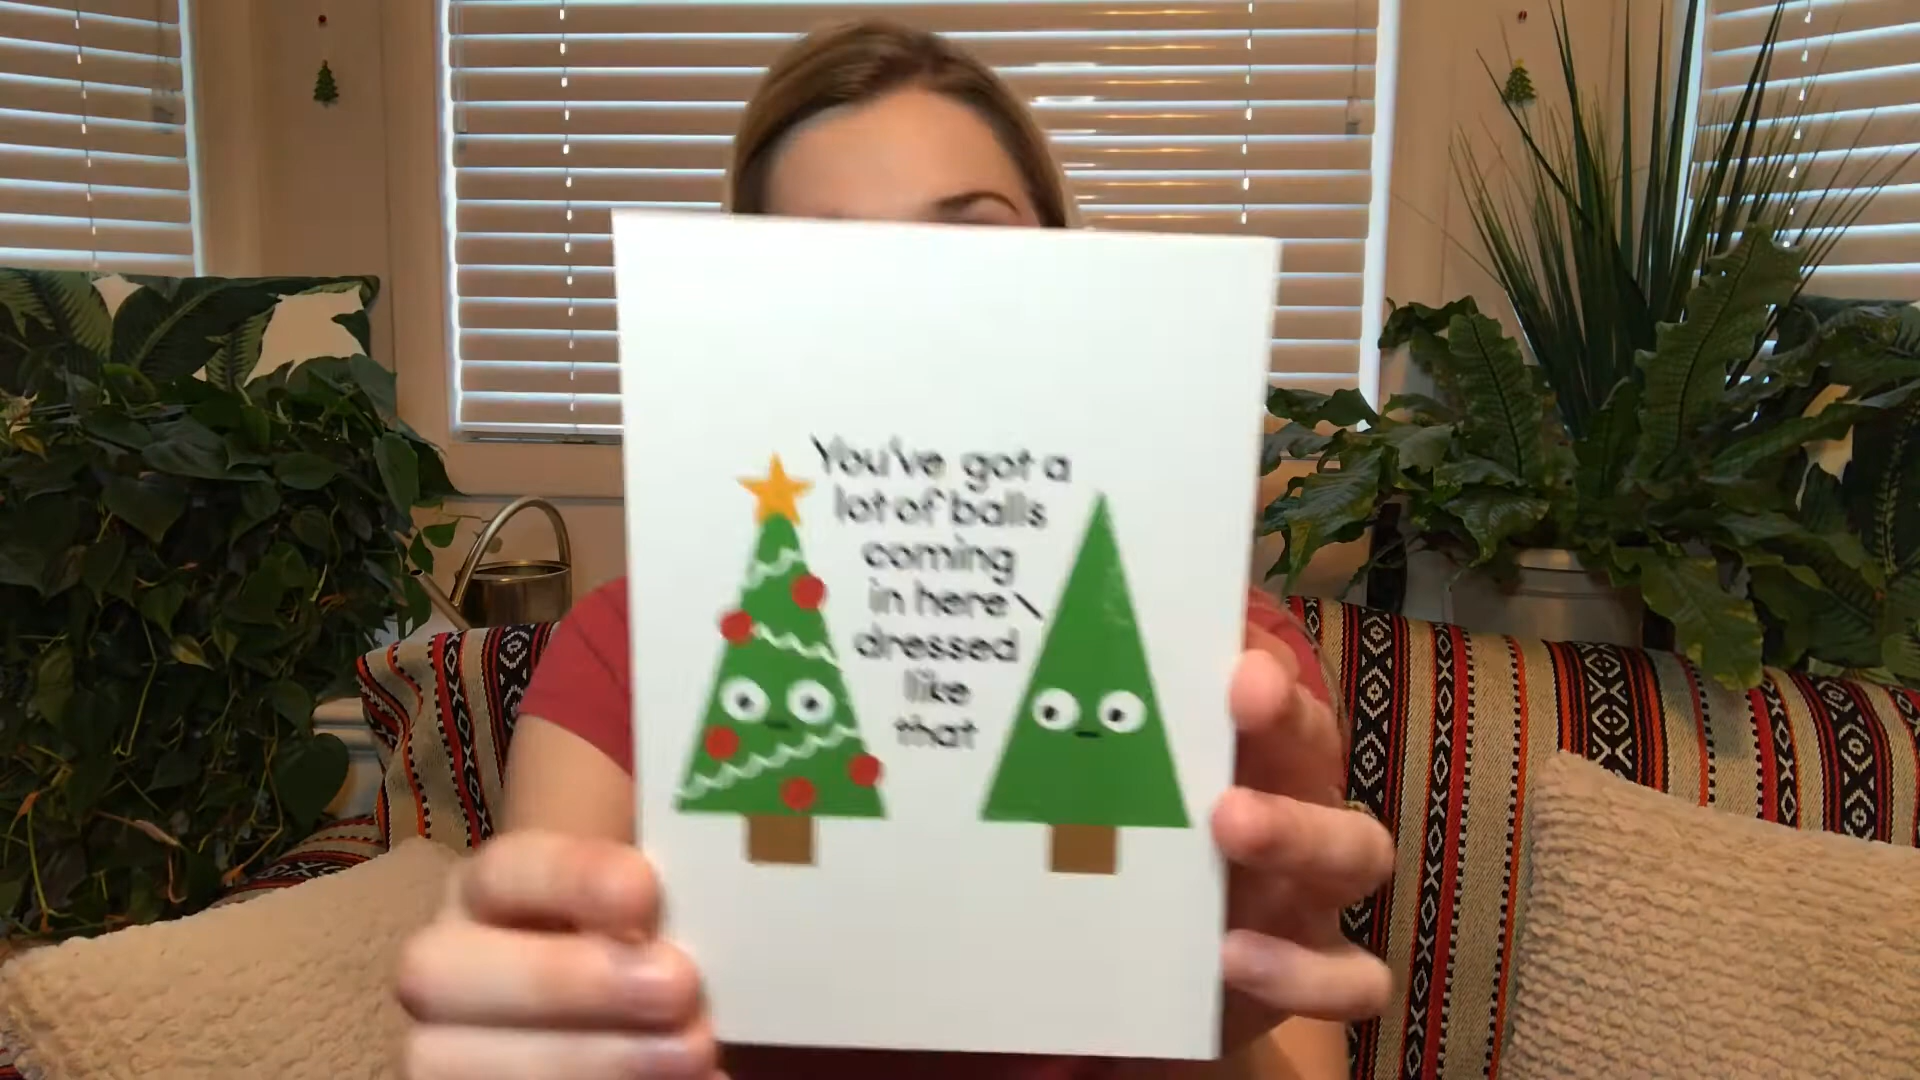 You've got a
lot of balls
coming
in here
dressed
like
that